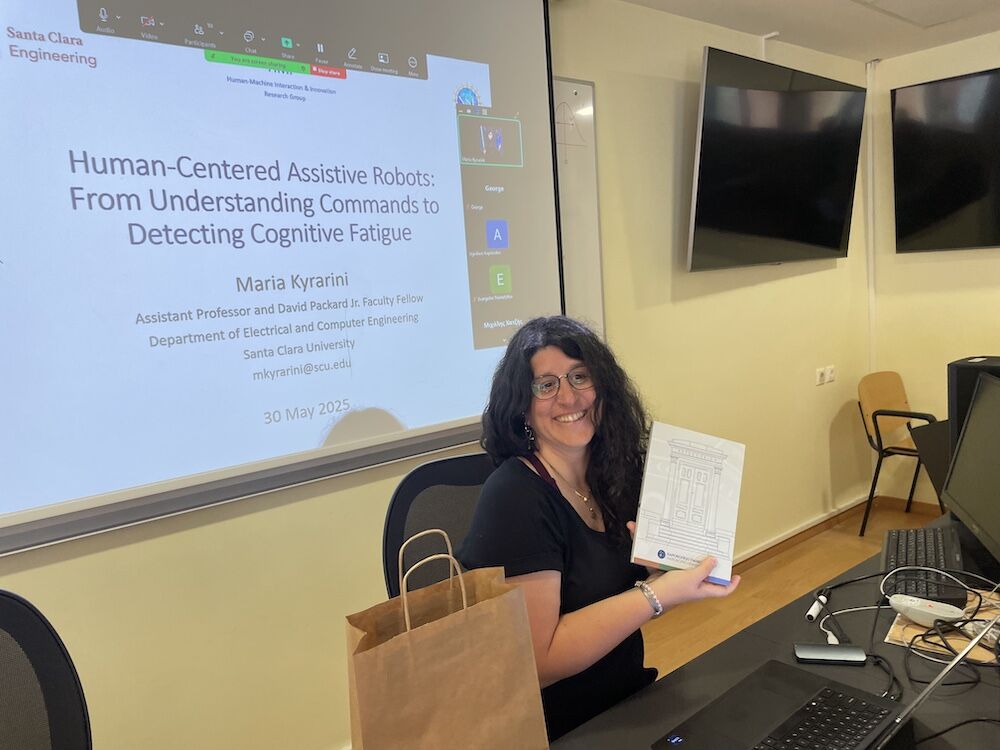 Santa Clara
Engineering
Audio
Video
Participants
Chat
Share
Pause
Annotate
Show meeting
More
You are screen sharing
Stop share
Human-Machine Interaction & Innovation
Research Group
Maria Kyrarini
George
George
A
E
Human-Centered Assistive Robots:
From Understanding Commands to
Detecting Cognitive Fatigue
Maria Kyrarini
Assistant Professor and David Packard Jr. Faculty Fellow
Department of Electrical and Computer Engineering
Santa Clara University
mkyrarini@scu.edu
30 May 2025